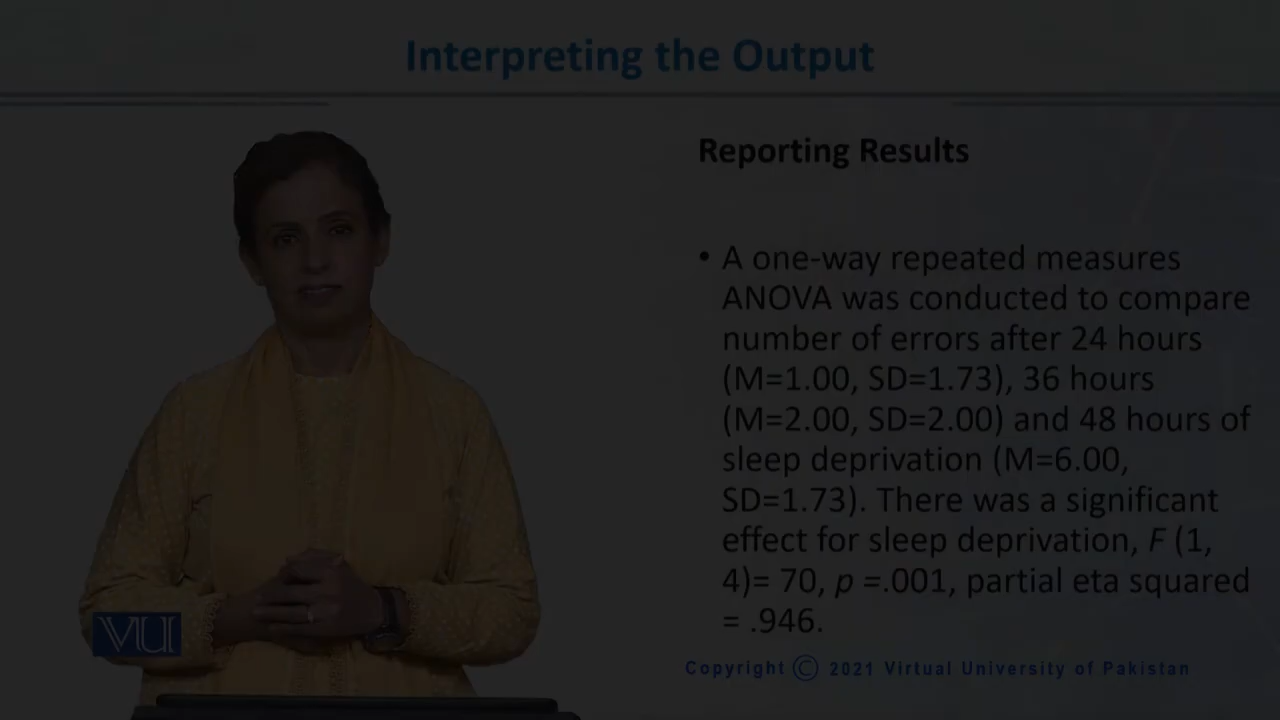 Interpreting the Output
Reporting Results
• A one-way repeated measures
ANOVA was conducted to compare
number of errors after 24 hours
(M=1.00, SD=1.73), 36 hours
(M=2.00, SD=2.00) and 48 hours of
sleep deprivation (M=6.00,
SD=1.73). There was a significant
effect for sleep deprivation, F (1,
4)= 70, p =.001, partial eta squared
= .946.
VU
Copyright © 2021 Virtual University of Pakistan